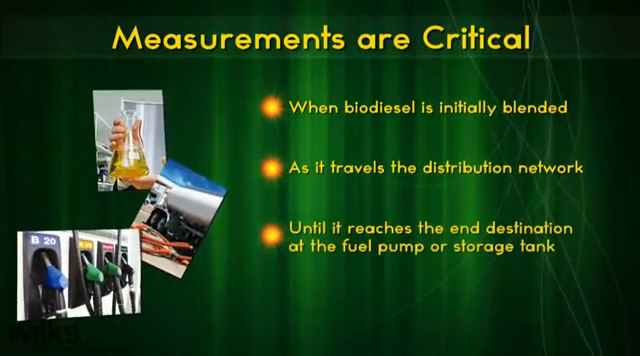 Measurements are Critical
When biodiesel is initially blended
As it travels the distribution network
Until it reaches the end destination
at the fuel pump or storage tank
B 20
wilks